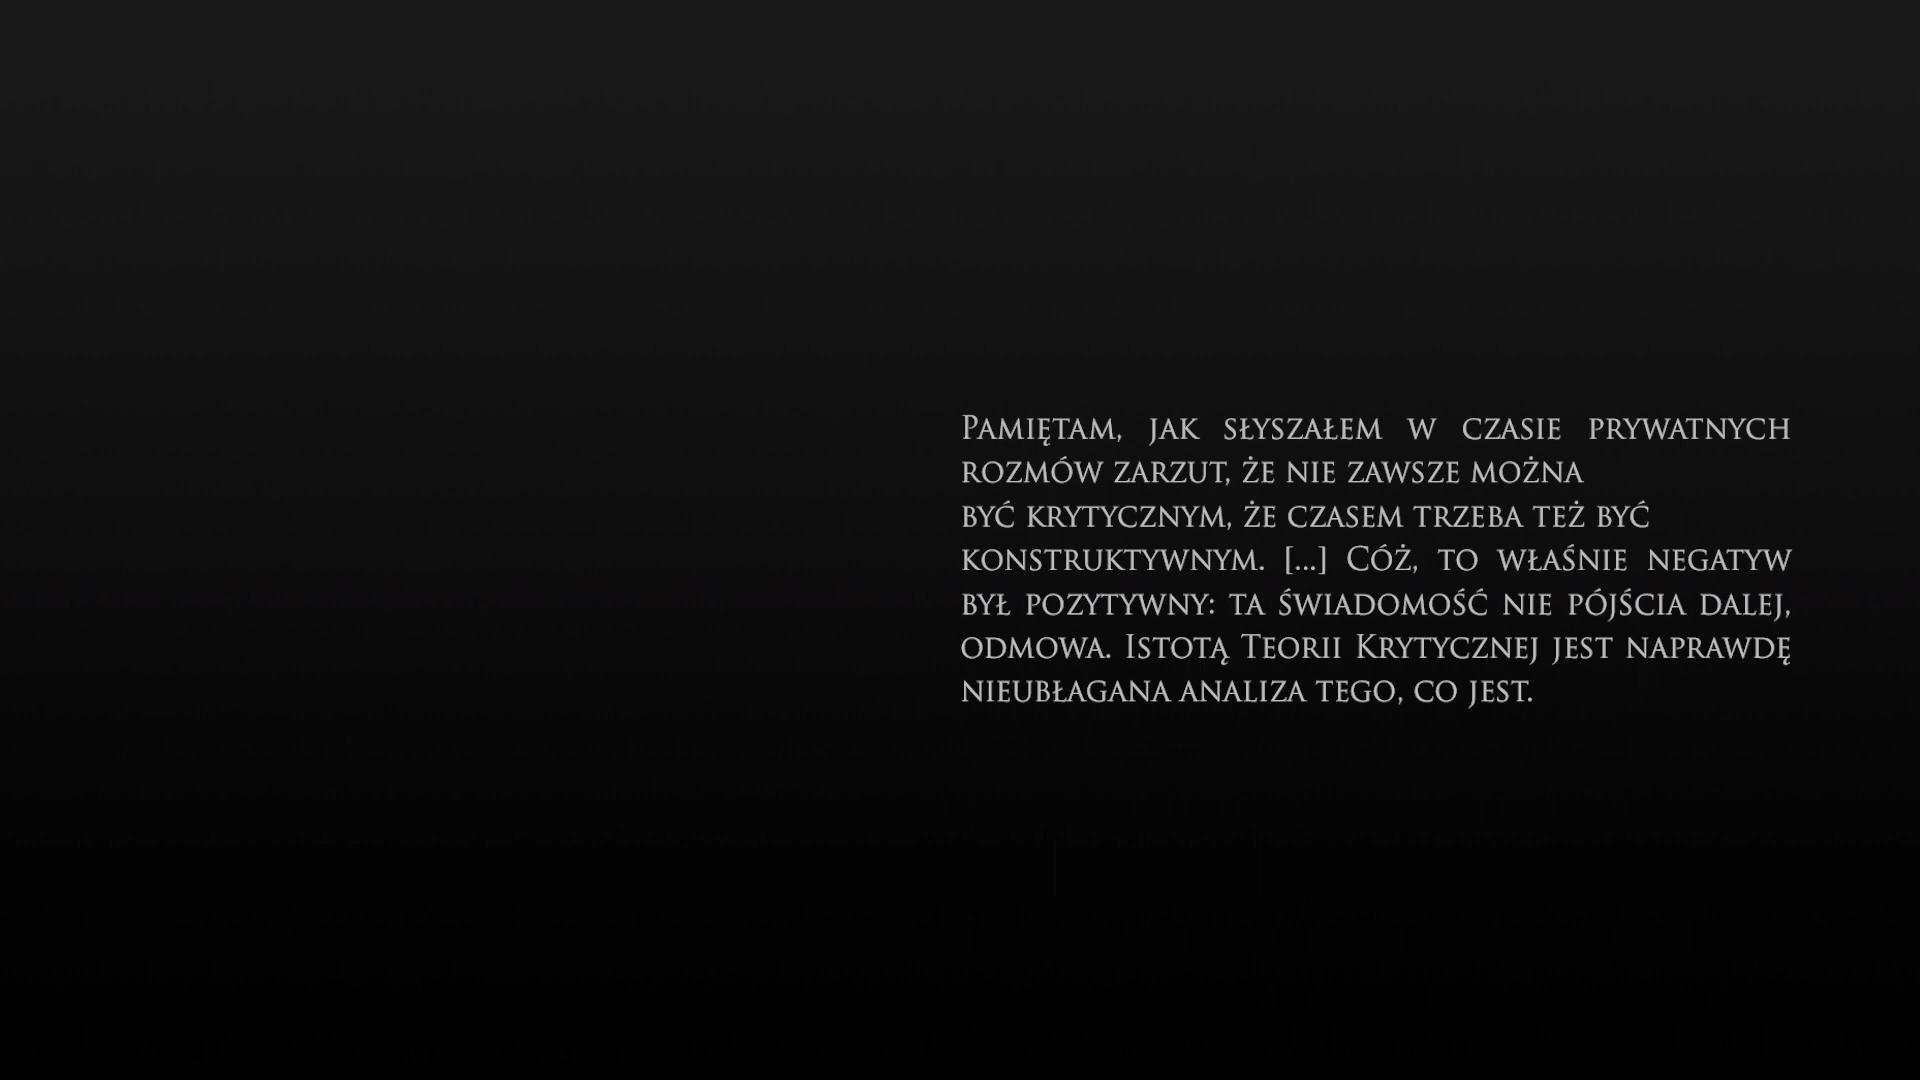 Pamiętam, jak słyszałem w czasie prywatnych
rozmów zarzut, że nie zawsze można
być krytycznym, że czasem trzeba też być
konstruktywnym. [...] Cóż, to właśnie negatyw
był pozytywny: ta świadomość nie pójścia dalej,
odmowa. Istotą Teorii Krytycznej jest naprawdę
nieubłagana analiza tego, co jest.